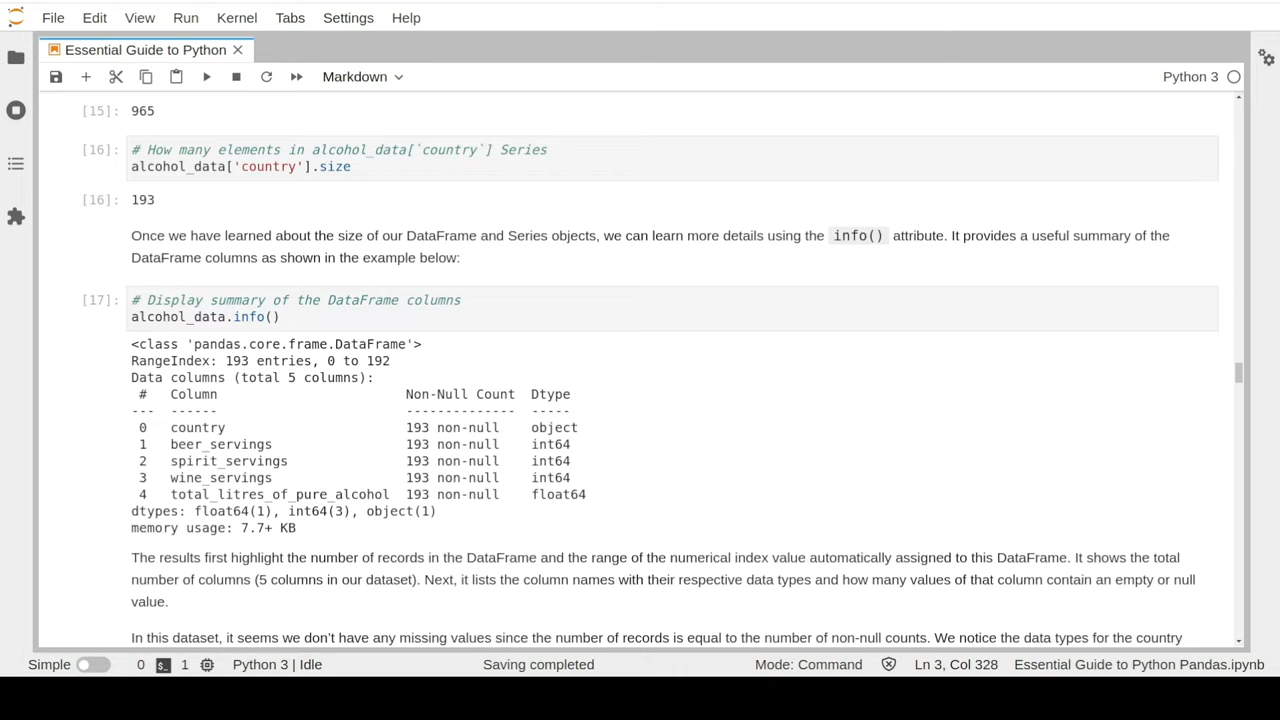 File Edit View Run Kernel Tabs Settings Help
Essential Guide to Python
Markdown
Python 3
[15]: 965
[16]: # How many elements in alcohol_data[`country`] Series
alcohol_data['country'].size
[16]: 193
Once we have learned about the size of our DataFrame and Series objects, we can learn more details using the info() attribute. It provides a useful summary of the
DataFrame columns as shown in the example below:
[17]: # Display summary of the DataFrame columns
alcohol_data.info()
<class 'pandas.core.frame.DataFrame'>
RangeIndex: 193 entries, 0 to 192
Data columns (total 5 columns):
# Column Non-Null Count Dtype
--- ------ -------------- -----
0 country 193 non-null object
1 beer_servings 193 non-null int64
2 spirit_servings 193 non-null int64
3 wine_servings 193 non-null int64
4 total_litres_of_pure_alcohol 193 non-null float64
dtypes: float64(1), int64(3), object(1)
memory usage: 7.7+ KB
The results first highlight the number of records in the DataFrame and the range of the numerical index value automatically assigned to this DataFrame. It shows the total
number of columns (5 columns in our dataset). Next, it lists the column names with their respective data types and how many values of that column contain an empty or null
value.
In this dataset, it seems we don't have any missing values since the number of records is equal to the number of non-null counts. We notice the data types for the country
Simple 0 1 Python 3 | Idle Saving completed Mode: Command Ln 3, Col 328 Essential Guide to Python Pandas.ipynb